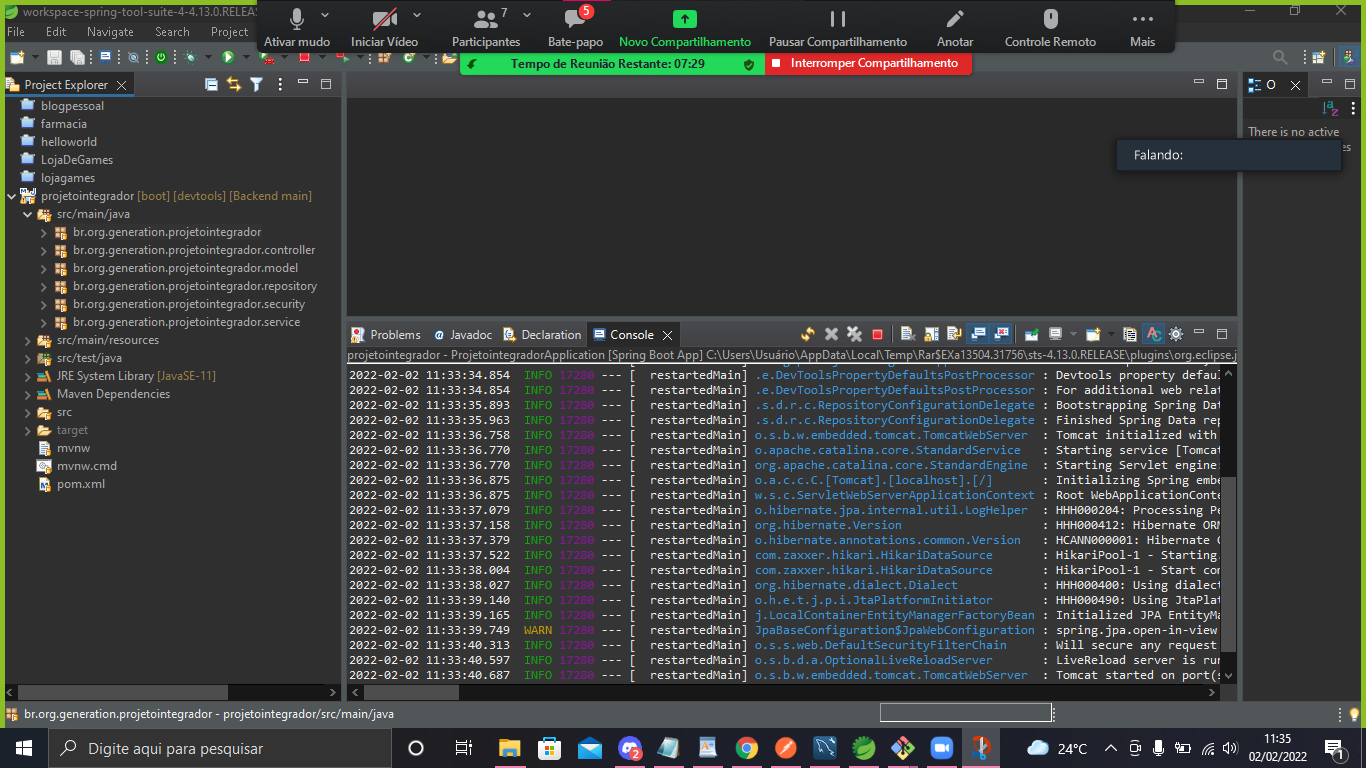 workspace-spring-tool-suite-4-4.13.0.RELEASE
File Edit Navigate Search Project
Ativar mudo
Iniciar Vídeo
7
Participantes
5
Bate-papo
Novo Compartilhamento
Pausar Compartilhamento
Anotar
Controle Remoto
Mais
Tempo de Reunião Restante: 07:29
Interromper Compartilhamento
Project Explorer
O
There is no active
es
Falando:
blogpessoal
farmacia
helloworld
LojaDeGames
lojagames
projetointegrador [boot] [devtools] [Backend main]
src/main/java
br.org.generation.projetointegrador
br.org.generation.projetointegrador.controller
br.org.generation.projetointegrador.model
br.org.generation.projetointegrador.repository
br.org.generation.projetointegrador.security
br.org.generation.projetointegrador.service
src/main/resources
src/test/java
JRE System Library [JavaSE-11]
Maven Dependencies
src
target
mvnw
mvnw.cmd
pom.xml
Problems @ Javadoc Declaration Console
projetointegrador - ProjetointegradorApplication [Spring Boot App] C:\Users\Usuário\AppData\Local\Temp\Rar$EXa13504.31756\sts-4.13.0.RELEASE\plugins\org.eclipse.j
2022-02-02 11:33:34.854 INFO 17280 --- [ restartedMain] .e.DevToolsPropertyDefaultsPostProcessor : Devtools property defau
2022-02-02 11:33:34.854 INFO 17280 --- [ restartedMain] .e.DevToolsPropertyDefaultsPostProcessor : For additional web relat
2022-02-02 11:33:35.893 INFO 17280 --- [ restartedMain] .s.d.r.c.RepositoryConfigurationDelegate : Bootstrapping Spring Dat
2022-02-02 11:33:35.963 INFO 17280 --- [ restartedMain] .s.d.r.c.RepositoryConfigurationDelegate : Finished Spring Data rep
2022-02-02 11:33:36.758 INFO 17280 --- [ restartedMain] o.s.b.w.embedded.tomcat.TomcatWebServer : Tomcat initialized with
2022-02-02 11:33:36.770 INFO 17280 --- [ restartedMain] o.apache.catalina.core.StandardService : Starting service [Tomcat
2022-02-02 11:33:36.770 INFO 17280 --- [ restartedMain] org.apache.catalina.core.StandardEngine : Starting Servlet engine:
2022-02-02 11:33:36.875 INFO 17280 --- [ restartedMain] o.a.c.c.C.[Tomcat].[localhost].[/] : Initializing Spring embe
2022-02-02 11:33:36.875 INFO 17280 --- [ restartedMain] w.s.c.ServletWebServerApplicationContext : Root WebApplicationConte
2022-02-02 11:33:37.079 INFO 17280 --- [ restartedMain] o.hibernate.jpa.internal.util.LogHelper : HHH000204: Processing Pe
2022-02-02 11:33:37.158 INFO 17280 --- [ restartedMain] org.hibernate.Version : HHH000412: Hibernate ORM
2022-02-02 11:33:37.379 INFO 17280 --- [ restartedMain] o.hibernate.annotations.common.Version : HCANN000001: Hibernate C
2022-02-02 11:33:37.522 INFO 17280 --- [ restartedMain] com.zaxxer.hikari.HikariDataSource : HikariPool-1 - Starting.
2022-02-02 11:33:38.004 INFO 17280 --- [ restartedMain] com.zaxxer.hikari.HikariDataSource : HikariPool-1 - Start com
2022-02-02 11:33:38.027 INFO 17280 --- [ restartedMain] org.hibernate.dialect.Dialect : HHH000400: Using dialect
2022-02-02 11:33:39.140 INFO 17280 --- [ restartedMain] o.h.e.t.j.p.i.JtaPlatformInitiator : HHH000490: Using JtaPlat
2022-02-02 11:33:39.165 INFO 17280 --- [ restartedMain] j.LocalContainerEntityManagerFactoryBean : Initialized JPA EntityMa
2022-02-02 11:33:39.749 WARN 17280 --- [ restartedMain] JpaBaseConfiguration$JpaWebConfiguration : spring.jpa.open-in-view
2022-02-02 11:33:40.313 INFO 17280 --- [ restartedMain] o.s.s.web.DefaultSecurityFilterChain : Will secure any request
2022-02-02 11:33:40.597 INFO 17280 --- [ restartedMain] o.s.b.d.a.OptionalLiveReloadServer : LiveReload server is run
2022-02-02 11:33:40.687 INFO 17280 --- [ restartedMain] o.s.b.w.embedded.tomcat.TomcatWebServer : Tomcat started on port(s
br.org.generation.projetointegrador - projetointegrador/src/main/java
Digite aqui para pesquisar
24°C
11:35
02/02/2022
1